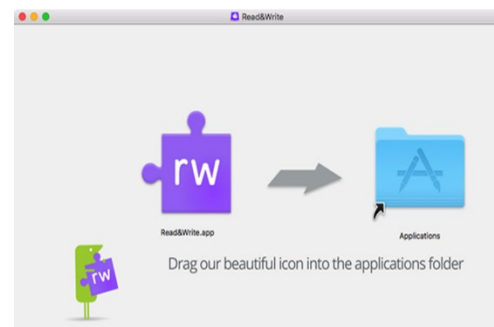 Read&Write
rw
Read&Write.app
Applications
rw
Drag our beautiful icon into the applications folder